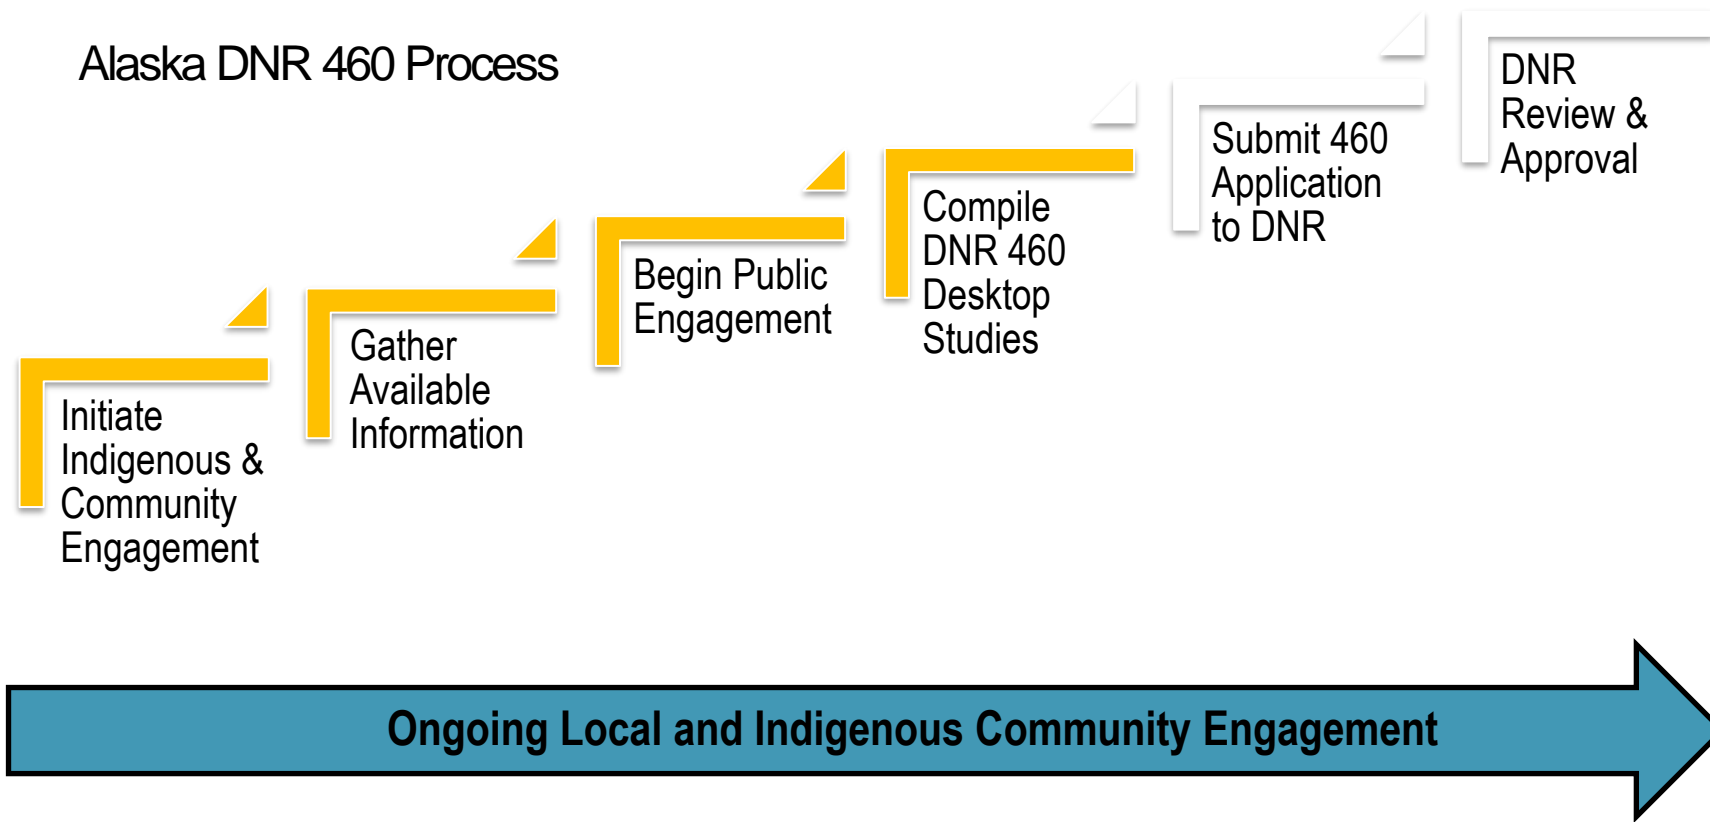 Alaska DNR 460 Process
Initiate
Indigenous &
Community
Engagement
Gather
Available
Information
Begin Public
Engagement
Compile
DNR 460
Desktop
Studies
Submit 460
Application
to DNR
DNR
Review &
Approval
Ongoing Local and Indigenous Community Engagement